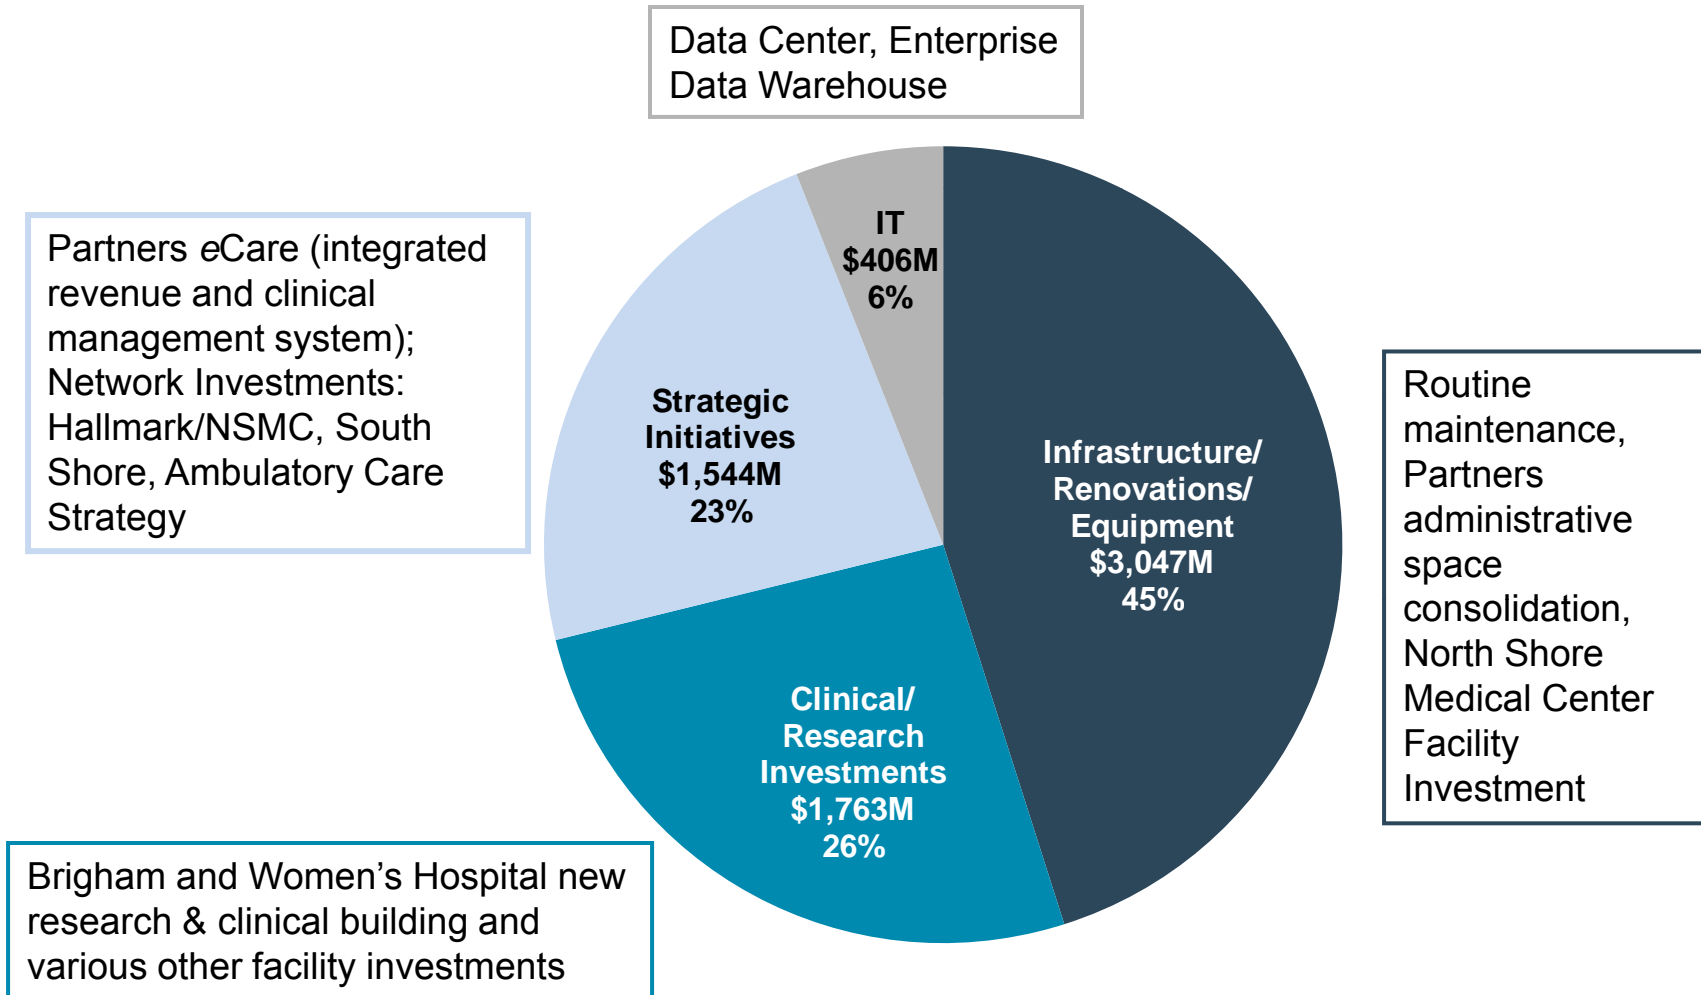 Data Center, Enterprise
Data Warehouse
IT
$406M
6%
Partners eCare (integrated
revenue and clinical
management system);
Network Investments:
Hallmark/NSMC, South
Shore, Ambulatory Care
Strategy
Strategic
Initiatives
$1,544M
23%
Infrastructure/
Renovations/
Equipment
$3,047M
45%
Routine
maintenance,
Partners
administrative
space
consolidation,
North Shore
Medical Center
Facility
Investment
Clinical/
Research
Investments
$1,763M
26%
Brigham and Women’s Hospital new
research & clinical building and
various other facility investments